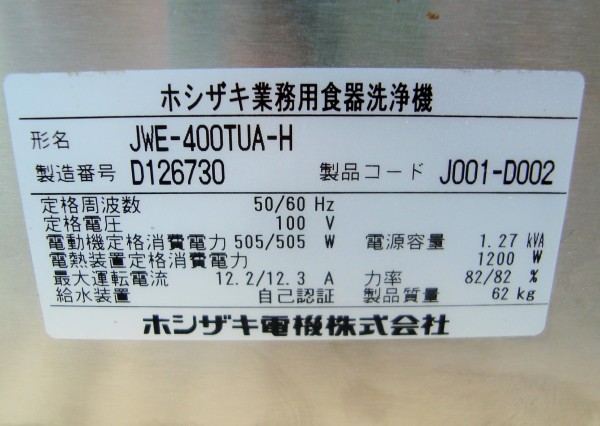 ホシザキ業務用食器洗浄機
形名 JWE-400TUA-H
製造番号 D126730 製品コード J001-D002
定格周波数 50/60 Hz
定格電圧 100 V
電動機定格消費電力 505/505 W 電源容量 1.27 kVA
電熱装置定格消費電力 1200 W
最大運転電流 12.2/12.3 A 力率 82/82 %
給水装置 自己認証 製品質量 62 kg
ホシザキ電機株式会社